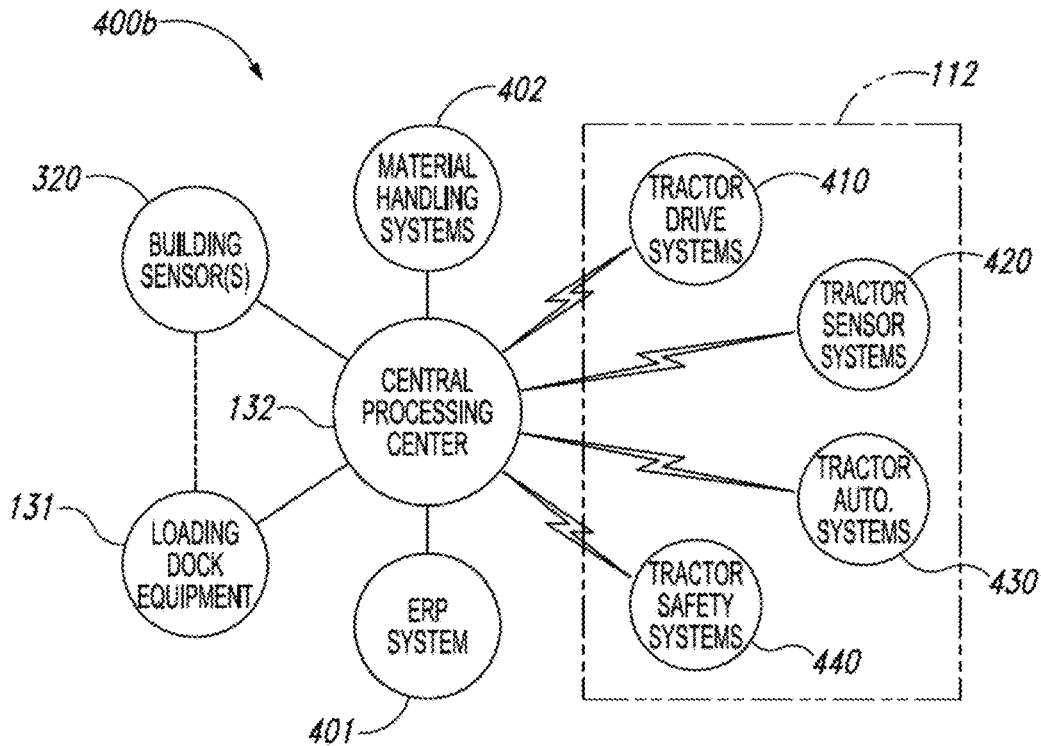 400b
402
112
MATERIAL
HANDLING
SYSTEMS
320
BUILDING
SENSOR(S)
TRACTOR
DRIVE
SYSTEMS
410
420
TRACTOR
SENSOR
SYSTEMS
132
CENTRAL
PROCESSING
CENTER
131
LOADING
DOCK
EQUIPMENT
TRACTOR
AUTO.
SYSTEMS
430
ERP
SYSTEM
401
TRACTOR
SAFETY
SYSTEMS
440